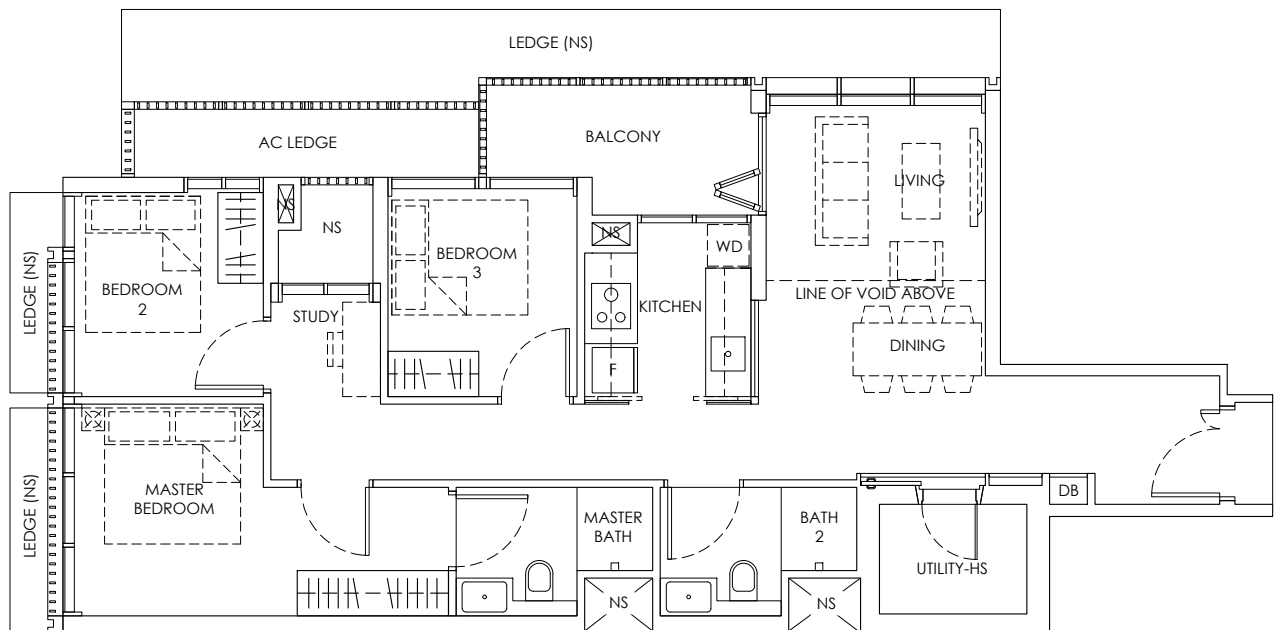 LEDGE (NS)
BALCONY
AC LEDGE
LIVING
NS
NS
NS
WD
BEDROOM
3
LEDGE (NS)
BEDROOM
2
STUDY
KITCHEN
LINE OF VOID ABOVE
DINING
F
LEDGE (NS)
MASTER
BEDROOM
DB
MASTER
BATH
BATH
2
UTILITY-HS
NS
NS